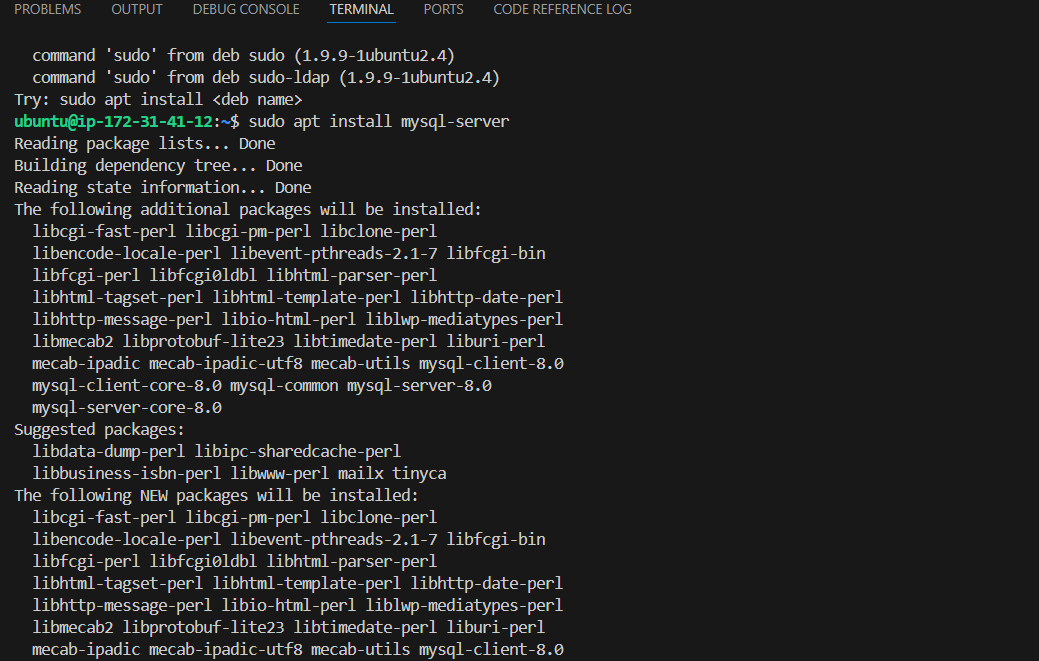 PROBLEMS OUTPUT DEBUG CONSOLE TERMINAL PORTS CODE REFERENCE LOG
command 'sudo' from deb sudo (1.9.9-1ubuntu2.4)
command 'sudo' from deb sudo-ldap (1.9.9-1ubuntu2.4)
Try: sudo apt install <deb name>
ubuntu@ip-172-31-41-12:~$ sudo apt install mysql-server
Reading package lists... Done
Building dependency tree... Done
Reading state information... Done
The following additional packages will be installed:
libcgi-fast-perl libcgi-pm-perl libclone-perl
libencode-locale-perl libevent-pthreads-2.1-7 libfcgi-bin
libfcgi-perl libfcgi0ldbl libhtml-parser-perl
libhtml-tagset-perl libhtml-template-perl libhttp-date-perl
libhttp-message-perl libio-html-perl liblwp-mediatypes-perl
libmecab2 libprotobuf-lite23 libtimedate-perl liburi-perl
mecab-ipadic mecab-ipadic-utf8 mecab-utils mysql-client-8.0
mysql-client-core-8.0 mysql-common mysql-server-8.0
mysql-server-core-8.0
Suggested packages:
libdata-dump-perl libipc-sharedcache-perl
libbusiness-isbn-perl libwww-perl mailx tinyca
The following NEW packages will be installed:
libcgi-fast-perl libcgi-pm-perl libclone-perl
libencode-locale-perl libevent-pthreads-2.1-7 libfcgi-bin
libfcgi-perl libfcgi0ldbl libhtml-parser-perl
libhtml-tagset-perl libhtml-template-perl libhttp-date-perl
libhttp-message-perl libio-html-perl liblwp-mediatypes-perl
libmecab2 libprotobuf-lite23 libtimedate-perl liburi-perl
mecab-ipadic mecab-ipadic-utf8 mecab-utils mysql-client-8.0